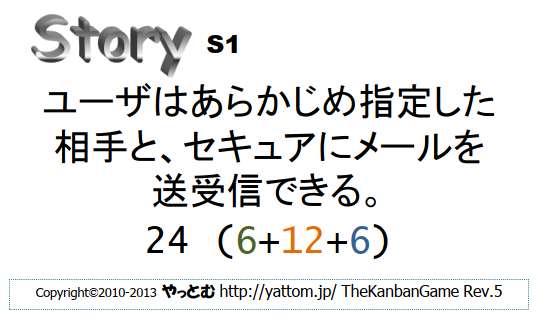 Story S1
ユーザはあらかじめ指定した
相手と、セキュアにメールを
送受信できる。
24 (6+12+6)
Copyright©2010-2013 やっとむ http://yattom.jp/ TheKanbanGame Rev.5